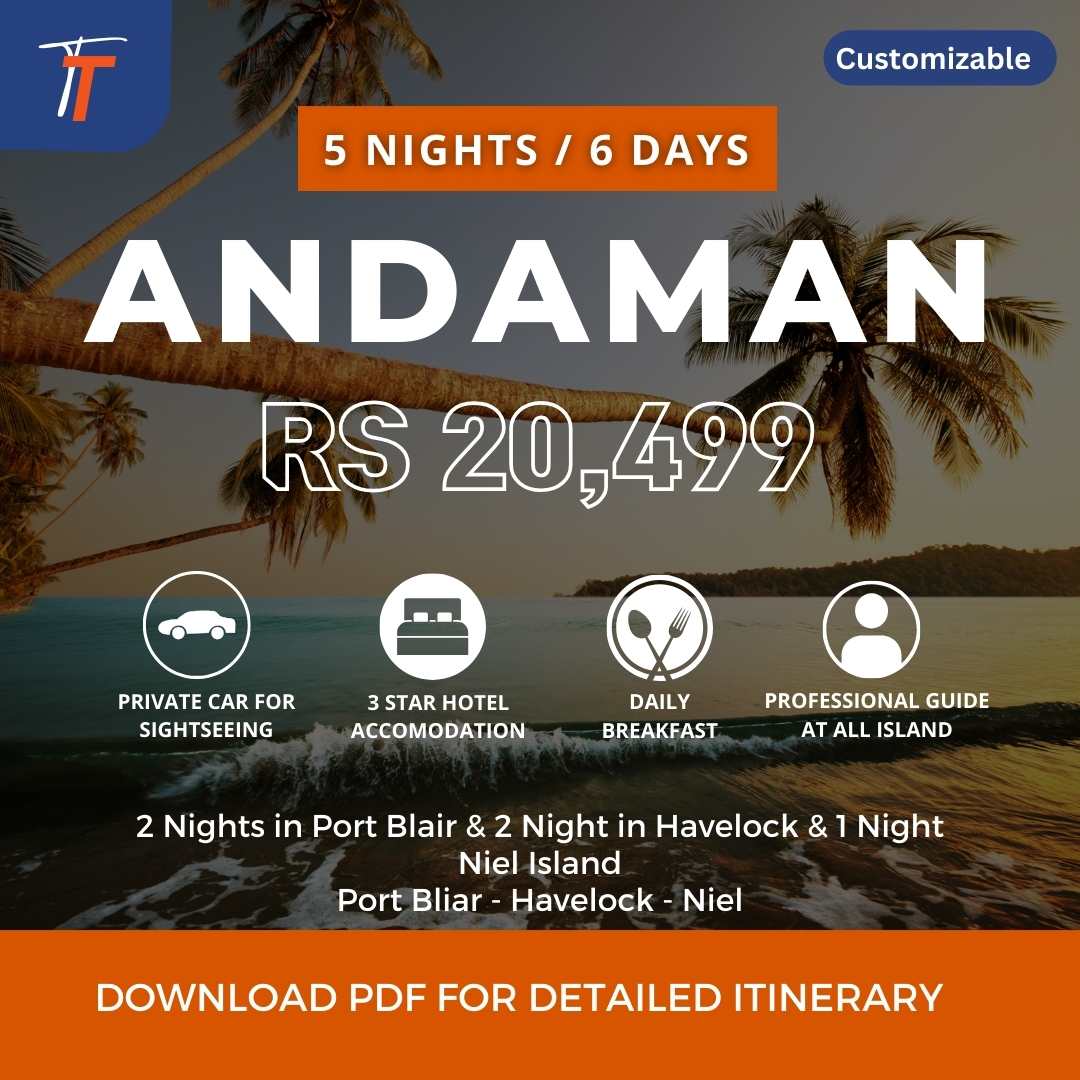 TT
Customizable
5 NIGHTS / 6 DAYS
ANDAMAN
RS 20,499
PRIVATE CAR FOR
SIGHTSEEING
3 STAR HOTEL
ACCOMODATION
DAILY
BREAKFAST
PROFESSIONAL GUIDE
AT ALL ISLAND
2 Nights in Port Blair & 2 Night in Havelock & 1 Night
Niel Island
Port Bliar - Havelock - Niel
DOWNLOAD PDF FOR DETAILED ITINERARY